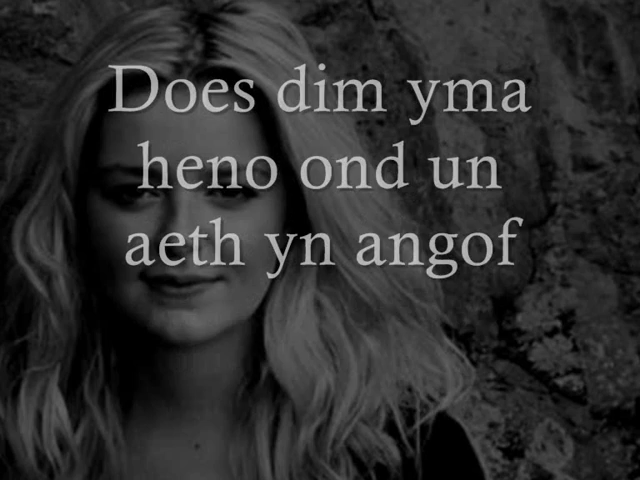 Does dim yma
heno ond un
aeth yn angof